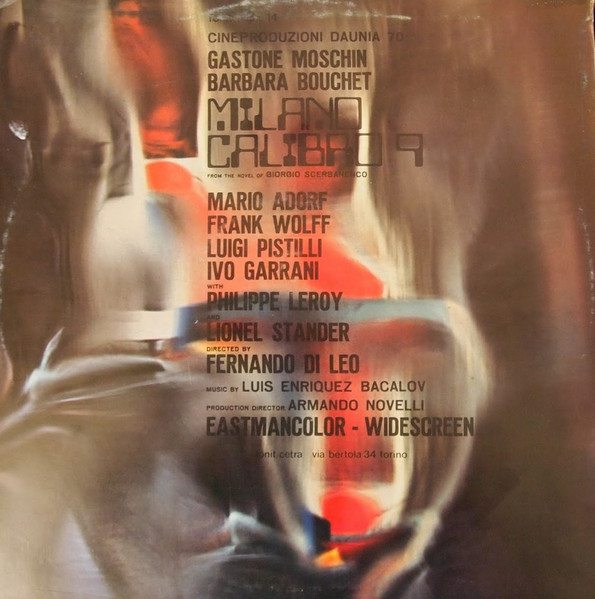 CINEPRODUZIONI DAUNIA 70
GASTONE MOSCHIN
BARBARA BOUCHET
MILANO
CALIBRO 9
FROM THE NOVEL OF GIORGIO SCERBANENCO
MARIO ADORF
FRANK WOLFF
LUIGI PISTILLI
IVO GARRANI
WITH
PHILIPPE LEROY
AND
LIONEL STANDER
DIRECTED BY
FERNANDO DI LEO
MUSIC BY LUIS ENRIQUEZ BACALOV
PRODUCTION DIRECTOR ARMANDO NOVELLI
EASTMANCOLOR - WIDESCREEN
fonit cetra via bertola 34 torino